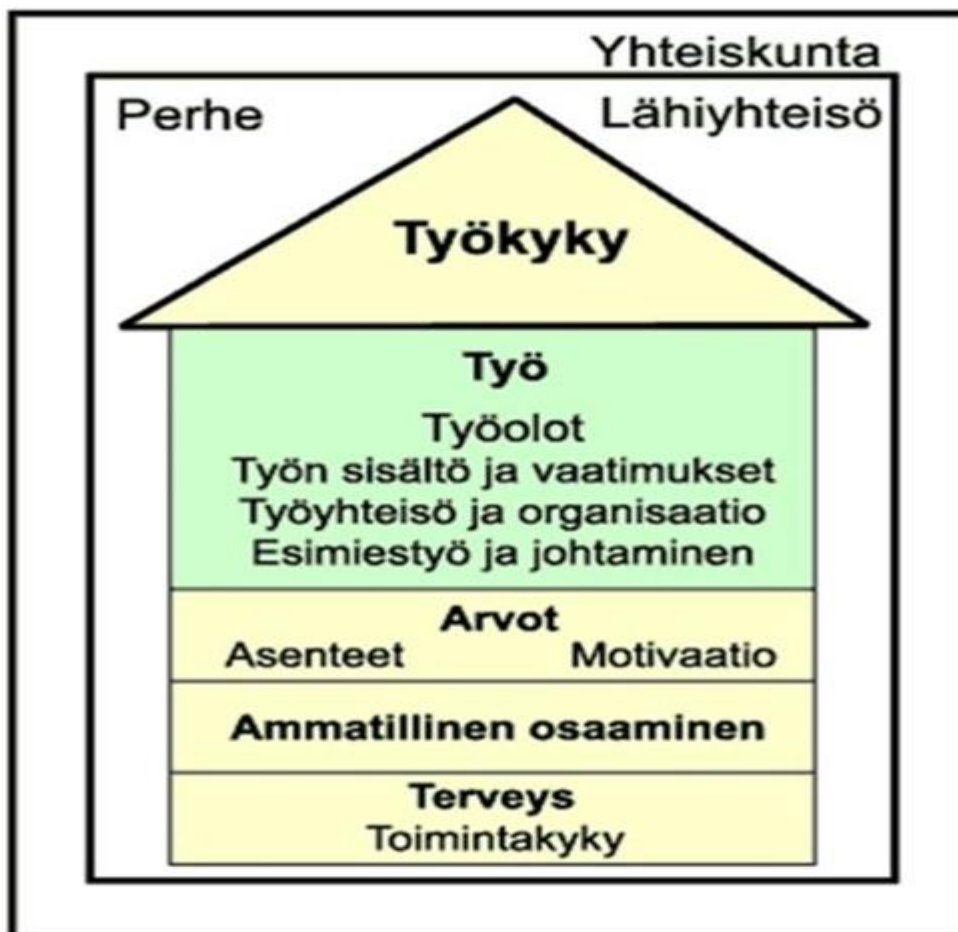 Yhteiskunta
Perhe
Lähiyhteisö
Työkyky
Työ
Työolot
Työn sisältö ja vaatimukset
Työyhteisö ja organisaatio
Esimiestyö ja johtaminen
Arvot
Asenteet Motivaatio
Ammatillinen osaaminen
Terveys
Toimintakyky